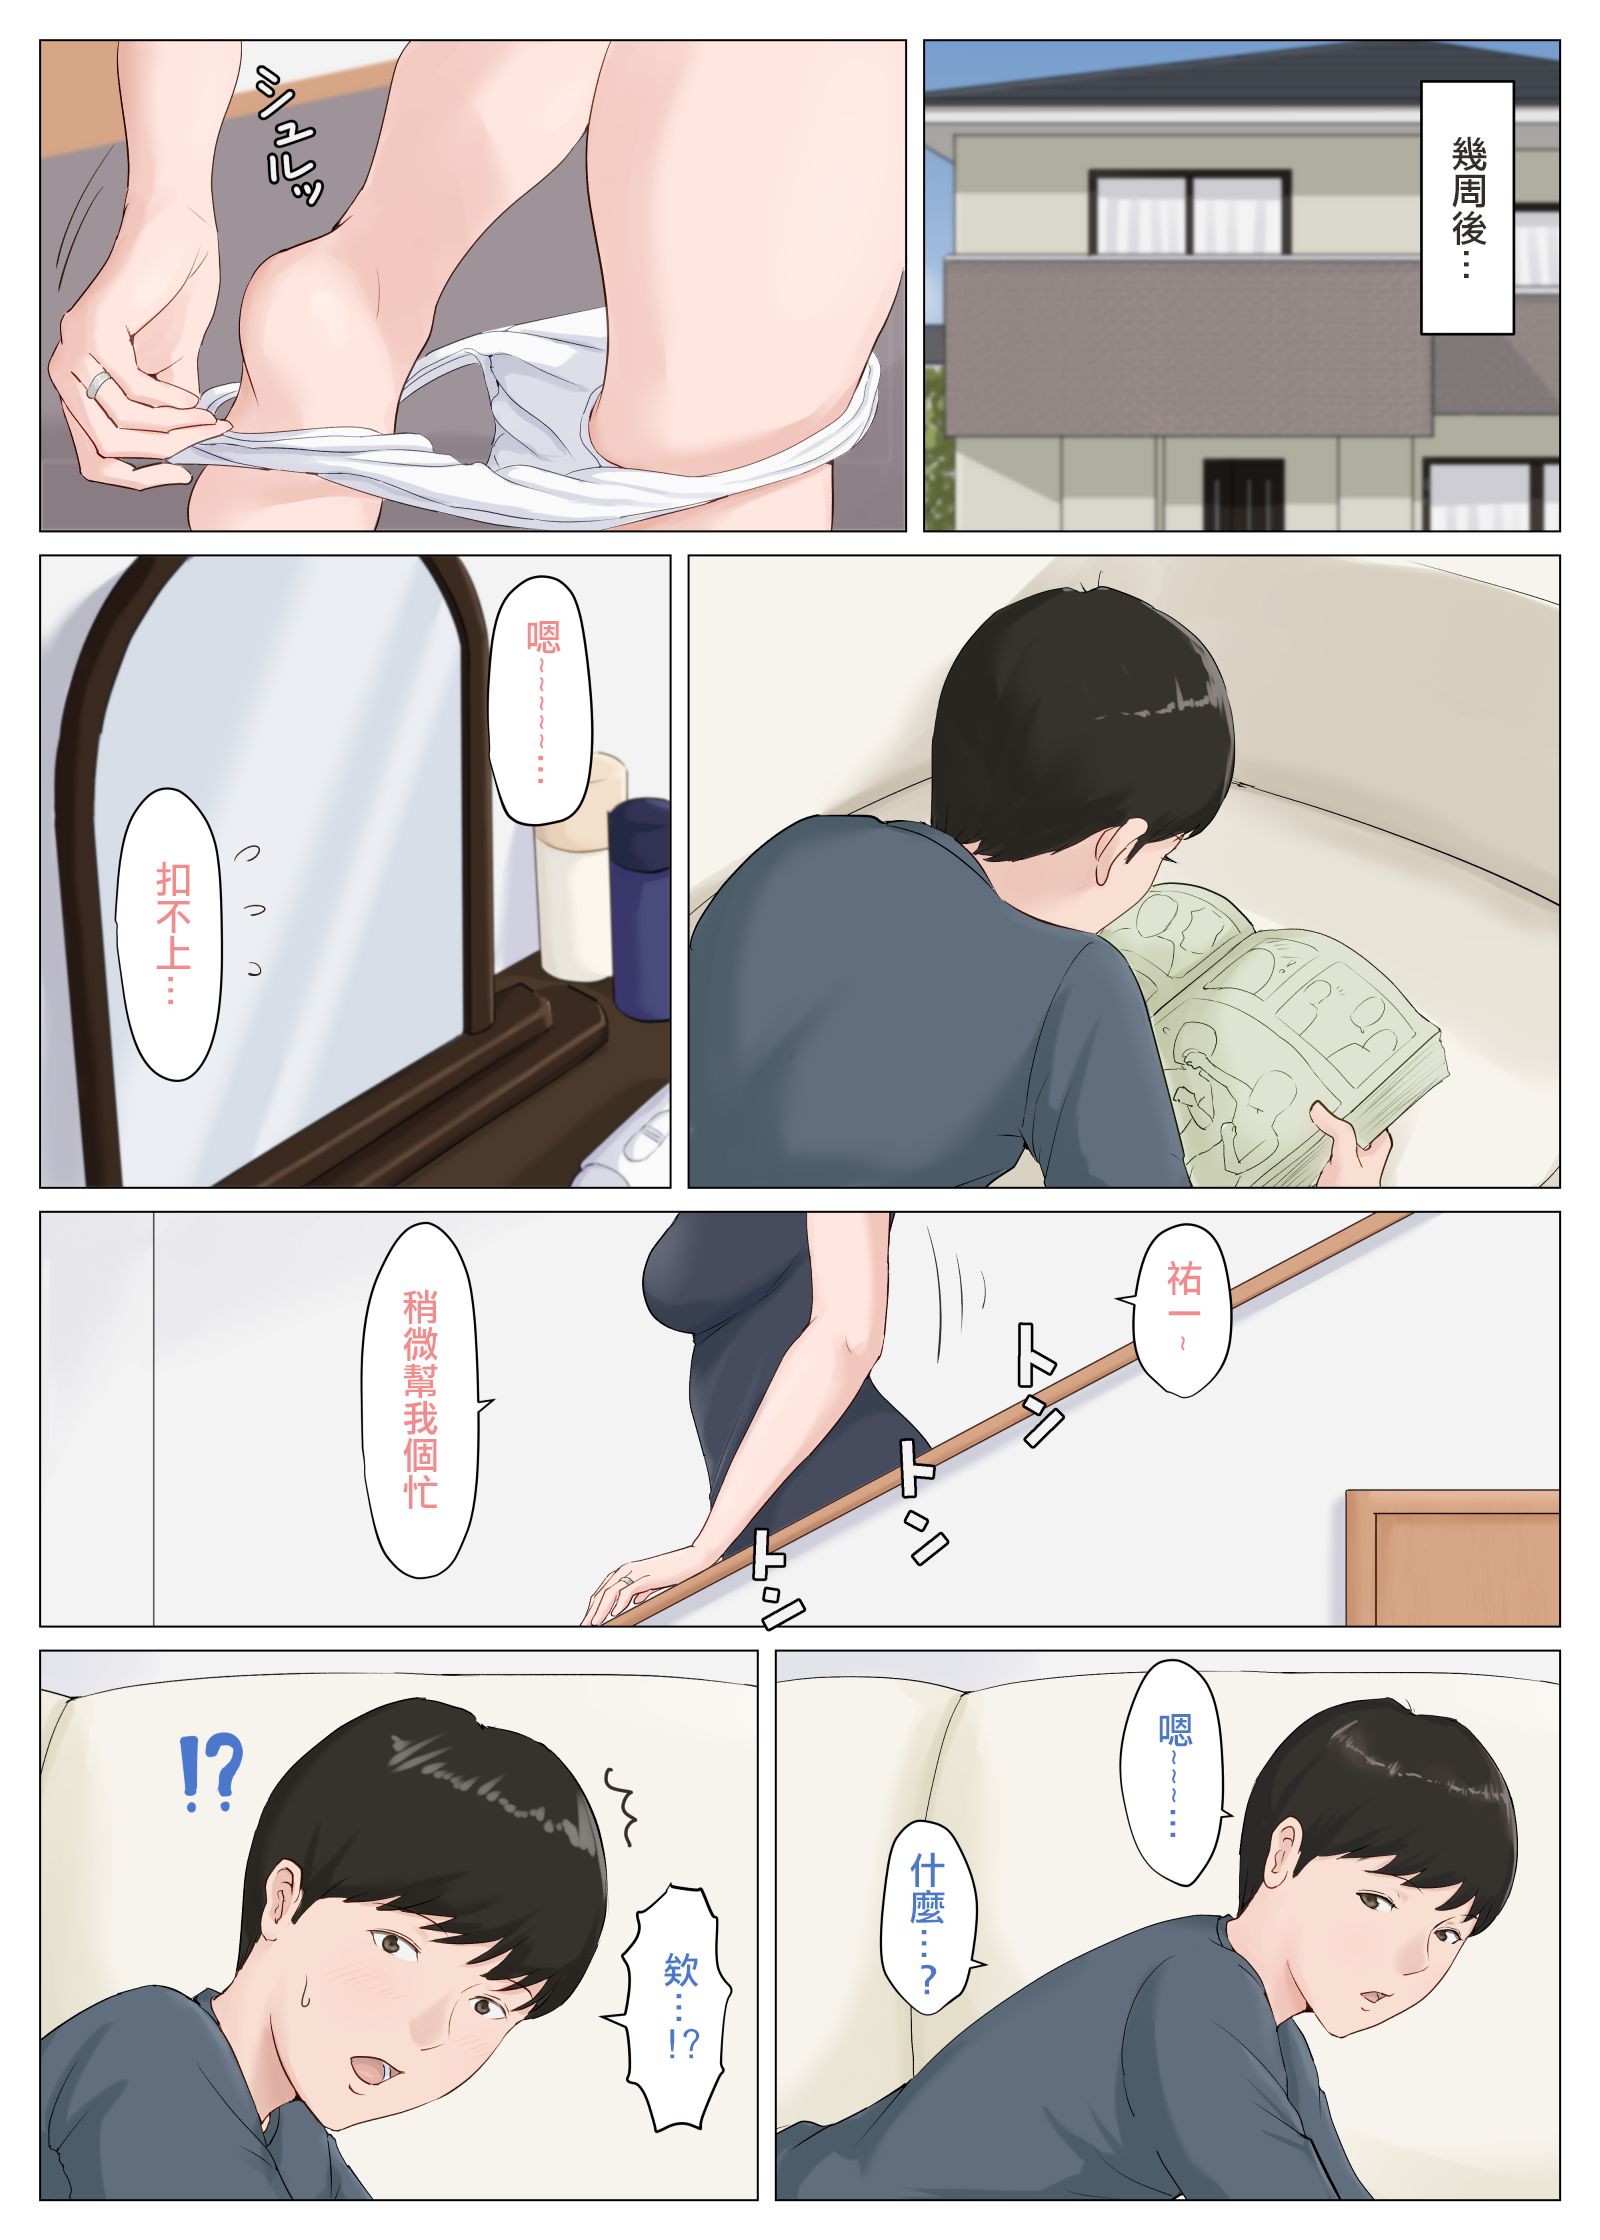 幾周後…
シュルッ
嗯~~~~~…
扣不上…
祐一~
トン
トン
トン
稍微幫我個忙
嗯~~~…
什麼…?
!?
欸…!?